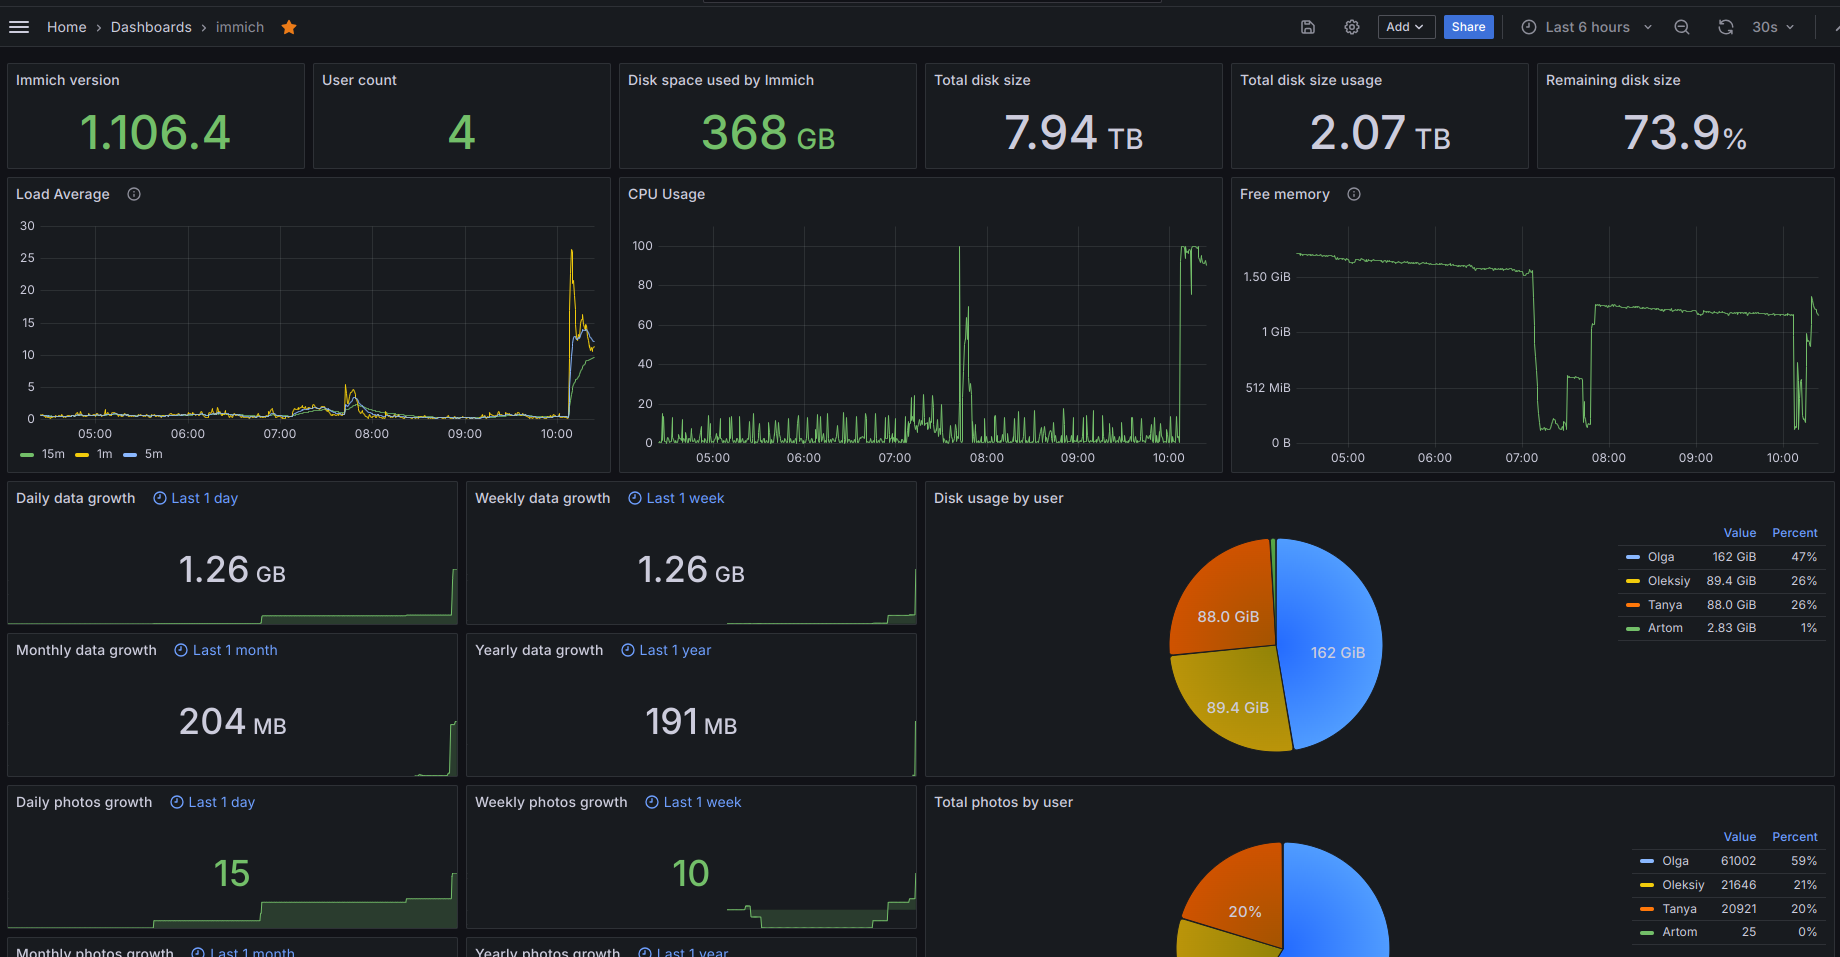 Home › Dashboards › immich
Add
Share
Last 6 hours
30s
Immich version
1.106.4
User count
4
Disk space used by Immich
368 GB
Total disk size
7.94 TB
Total disk size usage
2.07 TB
Remaining disk size
73.9%
Load Average
30
25
20
15
10
5
0
05:00 06:00 07:00 08:00 09:00 10:00
15m 1m 5m
CPU Usage
100
80
60
40
20
0
05:00 06:00 07:00 08:00 09:00 10:00
Free memory
1.50 GiB
1 GiB
512 MiB
0 B
05:00 06:00 07:00 08:00 09:00 10:00
Daily data growth Last 1 day
1.26 GB
Weekly data growth Last 1 week
1.26 GB
Disk usage by user
88.0 GiB
162 GiB
89.4 GiB
Value Percent
Olga 162 GiB 47%
Oleksiy 89.4 GiB 26%
Tanya 88.0 GiB 26%
Artom 2.83 GiB 1%
Monthly data growth Last 1 month
204 MB
Yearly data growth Last 1 year
191 MB
Daily photos growth Last 1 day
15
Weekly photos growth Last 1 week
10
Total photos by user
20%
Value Percent
Olga 61002 59%
Oleksiy 21646 21%
Tanya 20921 20%
Artom 25 0%
Monthly photos growth Last 1 month
Yearly photos growth Last 1 year